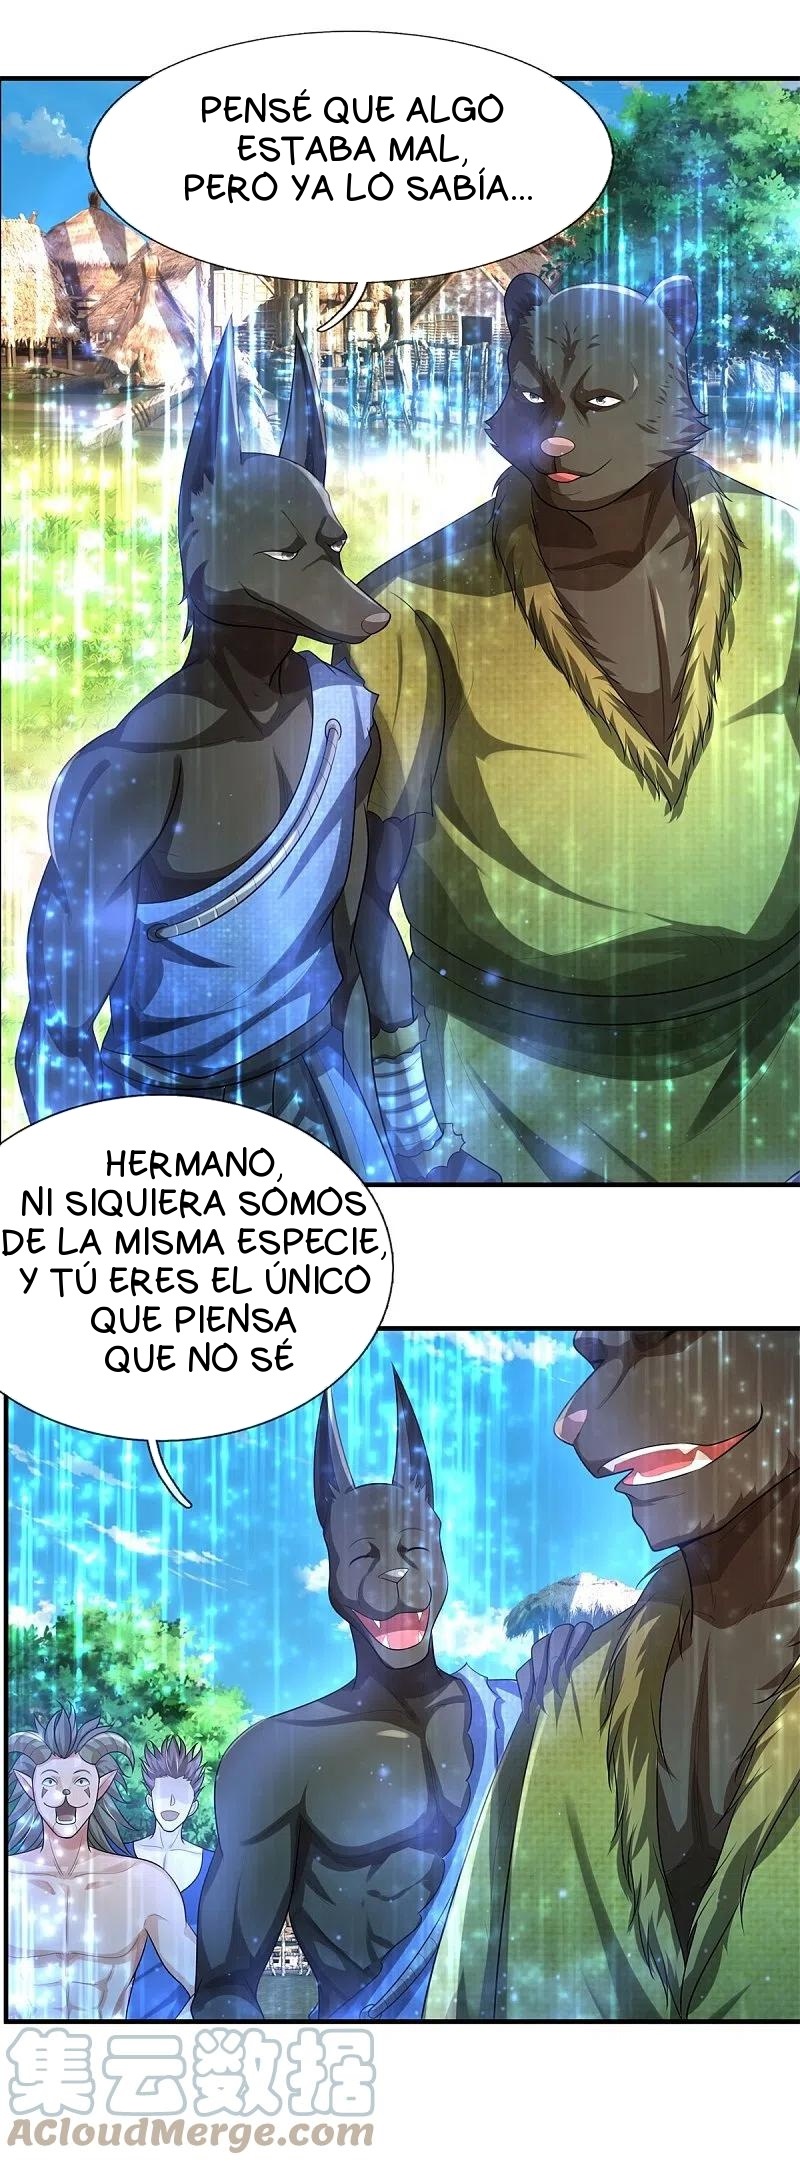 PENSÉ QUE ALGO
ESTABA MAL,
PERO YA LO SABÍA...
HERMANO,
NI SIQUIERA SOMOS
DE LA MISMA ESPECIE,
Y TÚ ERES EL ÚNICO
QUE PIENSA
QUE NO SÉ
集云数据
ACloudMerge.com